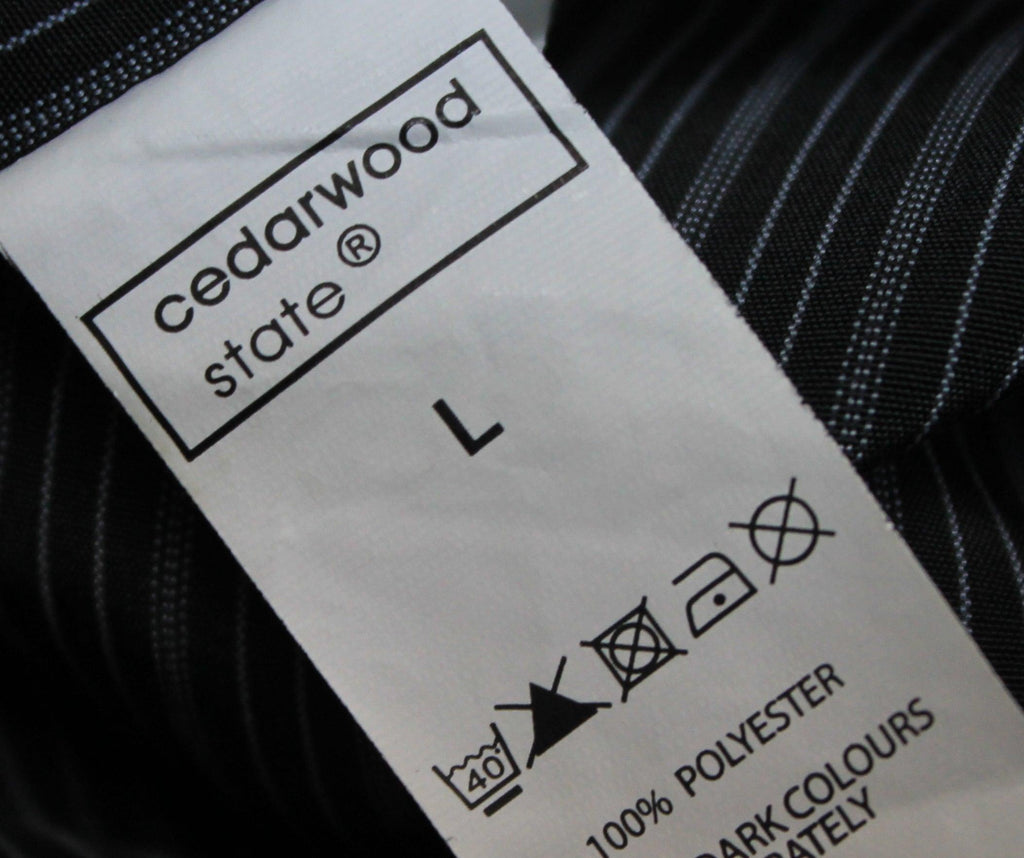 cedarwood
state®
L
40°
100% POLYESTER
DARK COLOURS